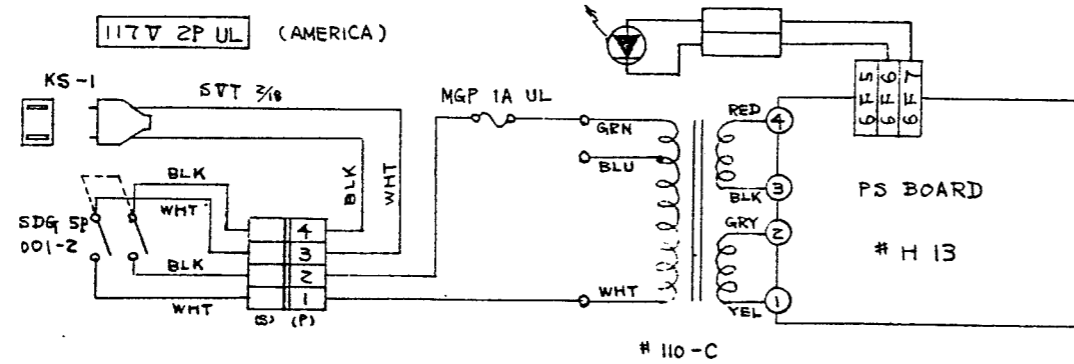 117V 2P UL (AMERICA)
KS-1
SVT 2/18
MGP 1A UL
BLK
WHT
BLK
WHT
SDG 5P
001-2
BLK
WHT
4
3
2
1
(S) (P)
GRN
BLU
WHT
RED
4
BLK
3
GRY
2
YEL
1
6F5
6F6
6F7
PS BOARD
# H 13
# 110-C